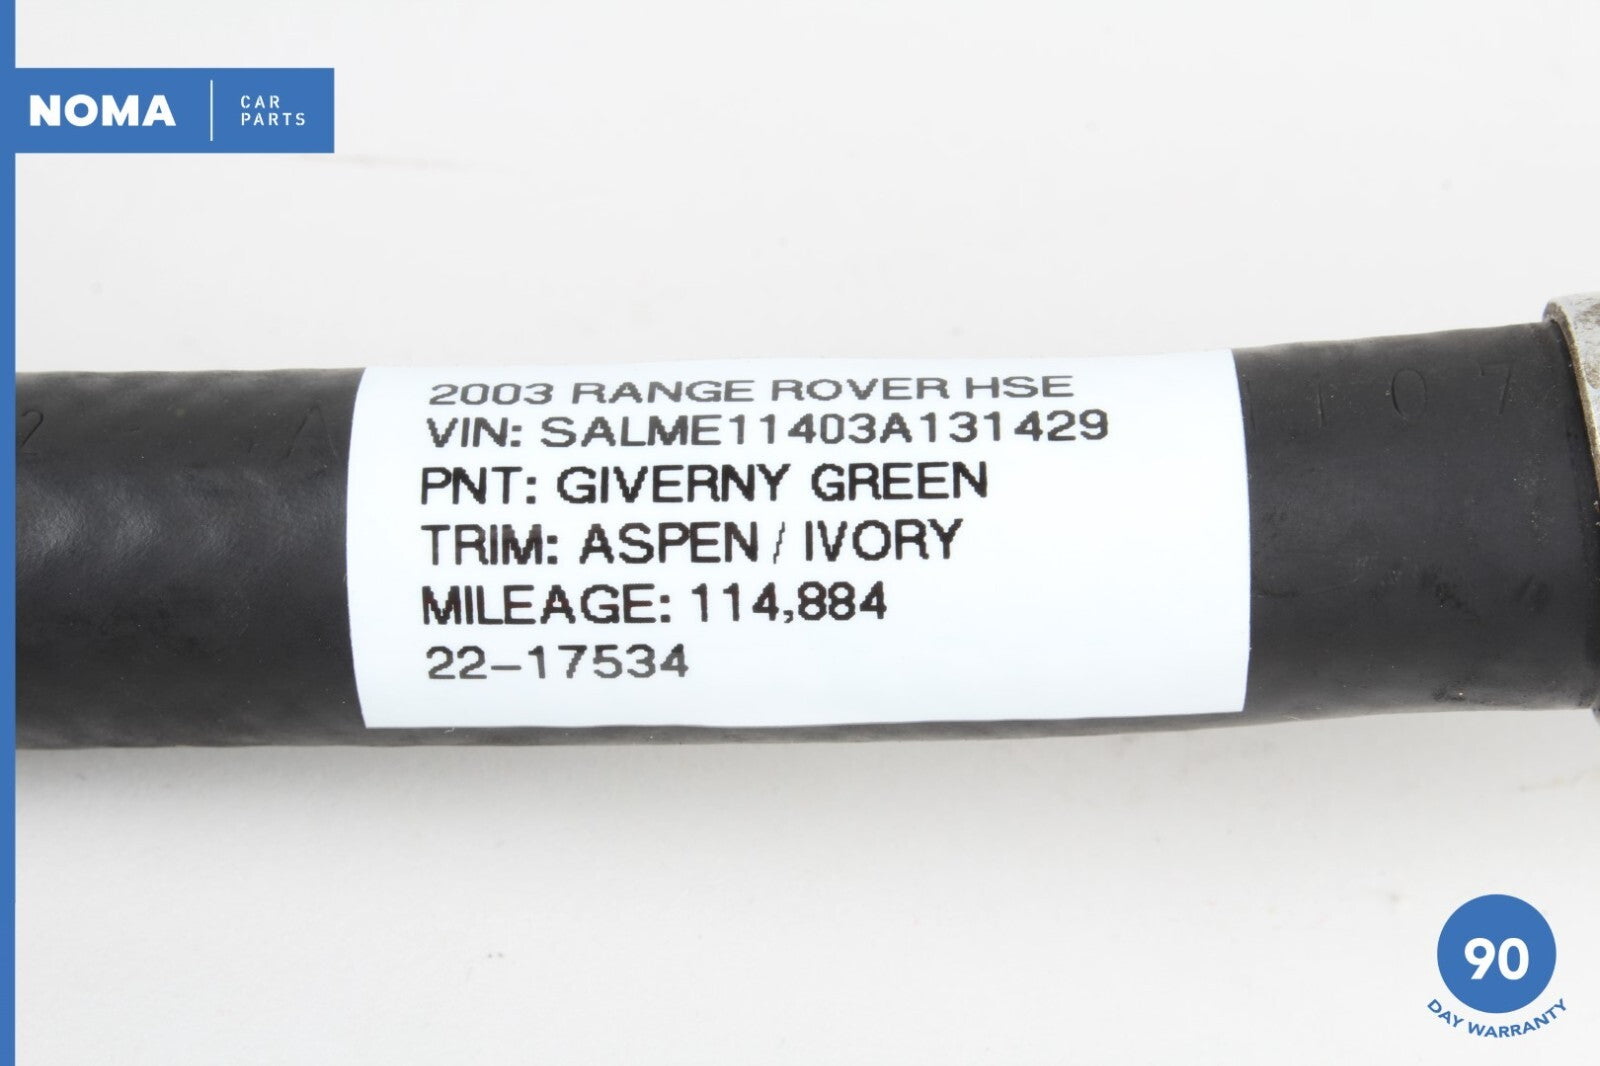 NOMA
CAR
PARTS
2003 RANGE ROVER HSE
VIN: SALME11403A131429
PNT: GIVERNY GREEN
TRIM: ASPEN / IVORY
MILEAGE: 114,884
22-17534
90
DAY WARRANTY